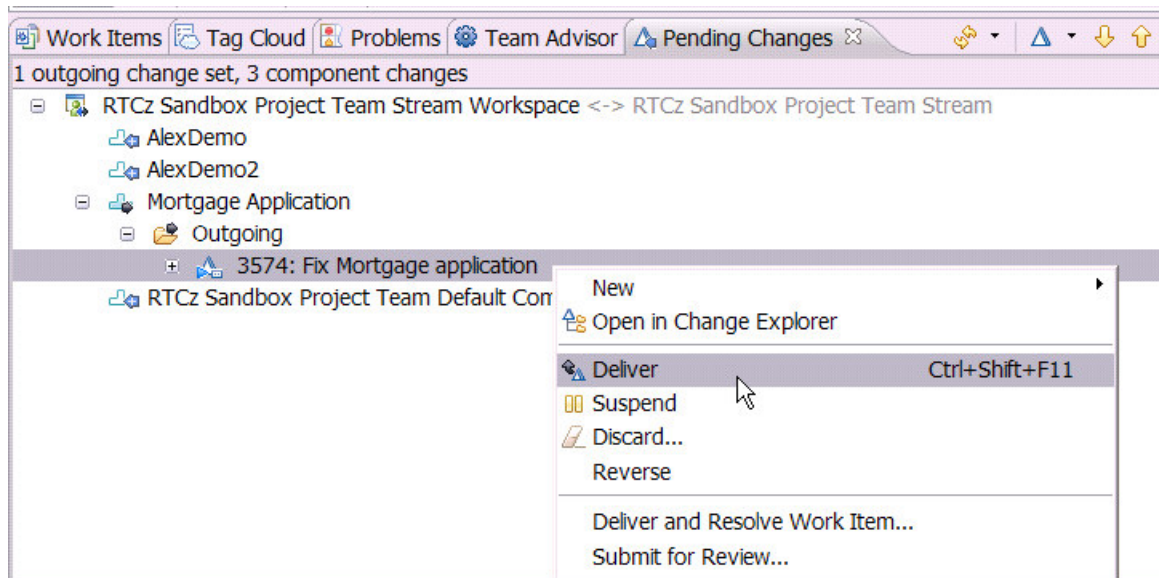 Work Items Tag Cloud Problems Team Advisor Pending Changes
1 outgoing change set, 3 component changes
RTCz Sandbox Project Team Stream Workspace <-> RTCz Sandbox Project Team Stream
AlexDemo
AlexDemo2
Mortgage Application
Outgoing
3574: Fix Mortgage application
RTCz Sandbox Project Team Default Com
New
Open in Change Explorer
Deliver Ctrl+Shift+F11
Suspend
Discard...
Reverse
Deliver and Resolve Work Item...
Submit for Review...